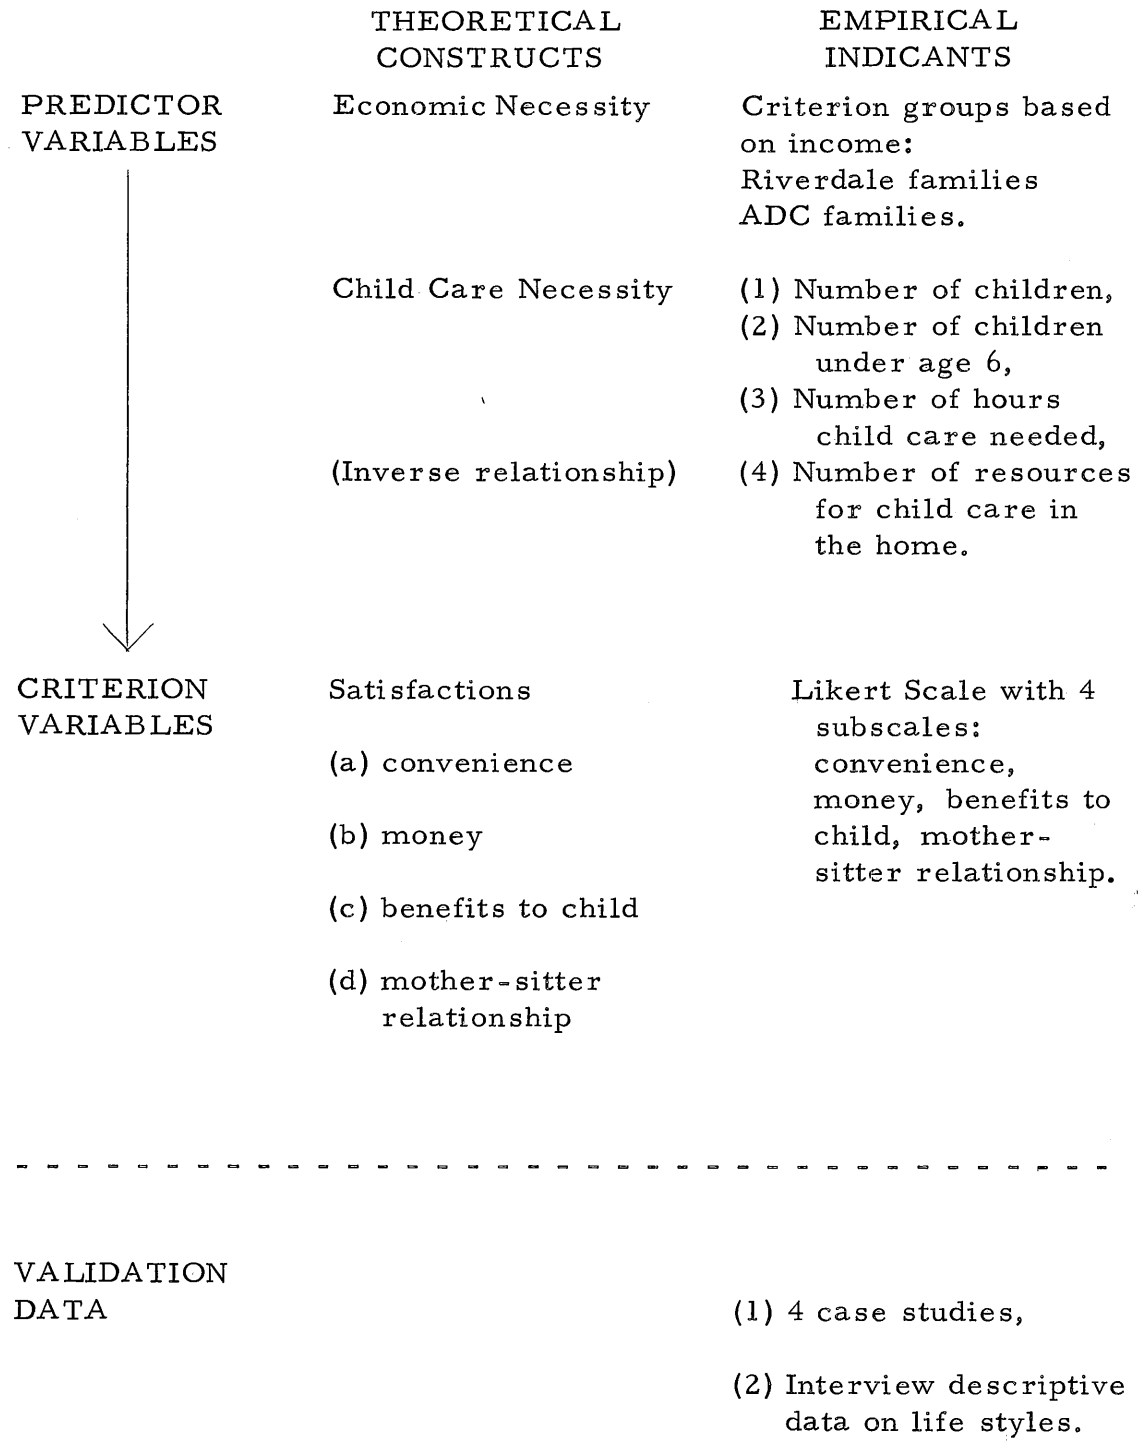 THEORETICAL
CONSTRUCTS
EMPIRICAL
INDICANTS
PREDICTOR
VARIABLES
Economic Necessity
Criterion groups based
on income:
Riverdale families
ADC families.
Child Care Necessity
(1) Number of children,
(2) Number of children
under age 6,
(3) Number of hours
child care needed,
(Inverse relationship)
(4) Number of resources
for child care in
the home.
CRITERION
VARIABLES
Satisfactions
(a) convenience
(b) money
(c) benefits to child
(d) mother-sitter
relationship
Likert Scale with 4
subscales:
convenience,
money, benefits to
child, mother-
sitter relationship.
VALIDATION
DATA
(1) 4 case studies,
(2) Interview descriptive
data on life styles.